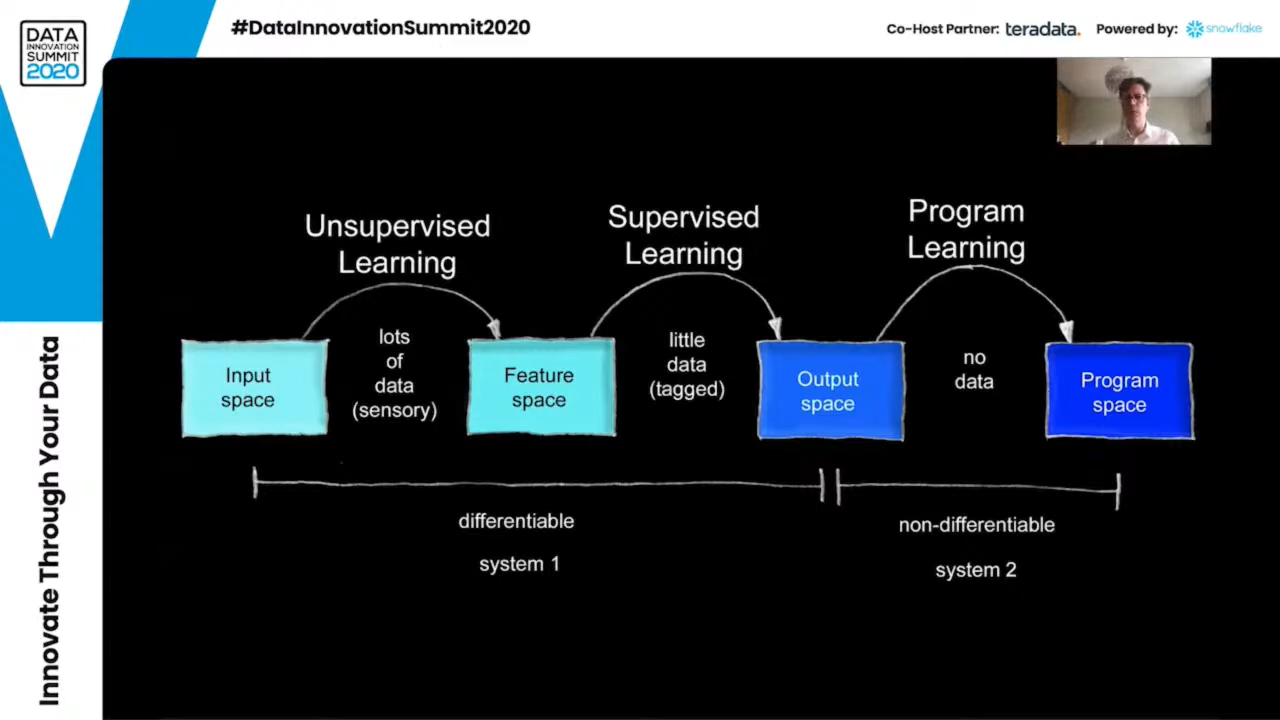 DATA
INNOVATION
SUMMIT
2020
#DataInnovationSummit2020
Co-Host Partner: teradata.
Powered by: snowflake
Innovate Through Your Data
Unsupervised
Learning
Supervised
Learning
Program
Learning
Input
space
lots
of
data
(sensory)
Feature
space
little
data
(tagged)
Output
space
no
data
Program
space
differentiable
system 1
non-differentiable
system 2